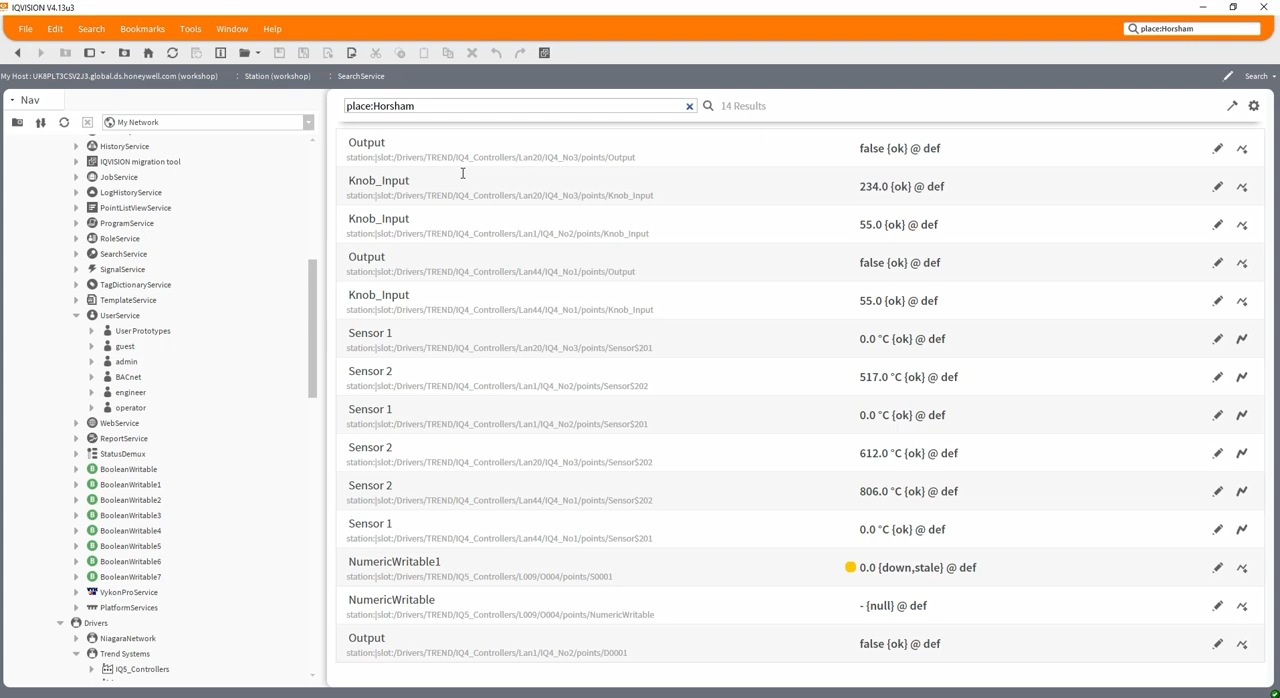 IQVISION V4.13u3
File Edit Search Bookmarks Tools Window Help
place:Horsham
My Host : UK8PLT3CSV2J3.global.ds.honeywell.com (workshop) : Station (workshop) : SearchService
Search
Nav
My Network
HistoryService
IQVISION migration tool
JobService
LogHistoryService
PointListViewService
ProgramService
RoleService
SearchService
SignalService
TagDictionaryService
TemplateService
UserService
User Prototypes
guest
admin
BACnet
engineer
operator
WebService
ReportService
StatusDemux
BooleanWritable
BooleanWritable1
BooleanWritable2
BooleanWritable3
BooleanWritable4
BooleanWritable5
BooleanWritable6
BooleanWritable7
VykonProService
PlatformServices
Drivers
NiagaraNetwork
Trend Systems
IQ5_Controllers
place:Horsham
14 Results
Output
station:|slot:/Drivers/TREND/IQ4_Controllers/Lan20/IQ4_No3/points/Output
false {ok} @ def
Knob_Input
station:|slot:/Drivers/TREND/IQ4_Controllers/Lan20/IQ4_No3/points/Knob_Input
234.0 {ok} @ def
Knob_Input
station:|slot:/Drivers/TREND/IQ4_Controllers/Lan1/IQ4_No2/points/Knob_Input
55.0 {ok} @ def
Output
station:|slot:/Drivers/TREND/IQ4_Controllers/Lan44/IQ4_No1/points/Output
false {ok} @ def
Knob_Input
station:|slot:/Drivers/TREND/IQ4_Controllers/Lan44/IQ4_No1/points/Knob_Input
55.0 {ok} @ def
Sensor 1
station:|slot:/Drivers/TREND/IQ4_Controllers/Lan20/IQ4_No3/points/Sensor$201
0.0 °C {ok} @ def
Sensor 2
station:|slot:/Drivers/TREND/IQ4_Controllers/Lan1/IQ4_No2/points/Sensor$202
517.0 °C {ok} @ def
Sensor 1
station:|slot:/Drivers/TREND/IQ4_Controllers/Lan1/IQ4_No2/points/Sensor$201
0.0 °C {ok} @ def
Sensor 2
station:|slot:/Drivers/TREND/IQ4_Controllers/Lan20/IQ4_No3/points/Sensor$202
612.0 °C {ok} @ def
Sensor 2
station:|slot:/Drivers/TREND/IQ4_Controllers/Lan44/IQ4_No1/points/Sensor$202
806.0 °C {ok} @ def
Sensor 1
station:|slot:/Drivers/TREND/IQ4_Controllers/Lan44/IQ4_No1/points/Sensor$201
0.0 °C {ok} @ def
NumericWritable1
station:|slot:/Drivers/TREND/IQ5_Controllers/L009/O004/points/S0001
0.0 {down,stale} @ def
NumericWritable
station:|slot:/Drivers/TREND/IQ5_Controllers/L009/O004/points/NumericWritable
- {null} @ def
Output
station:|slot:/Drivers/TREND/IQ4_Controllers/Lan1/IQ4_No2/points/D0001
false {ok} @ def